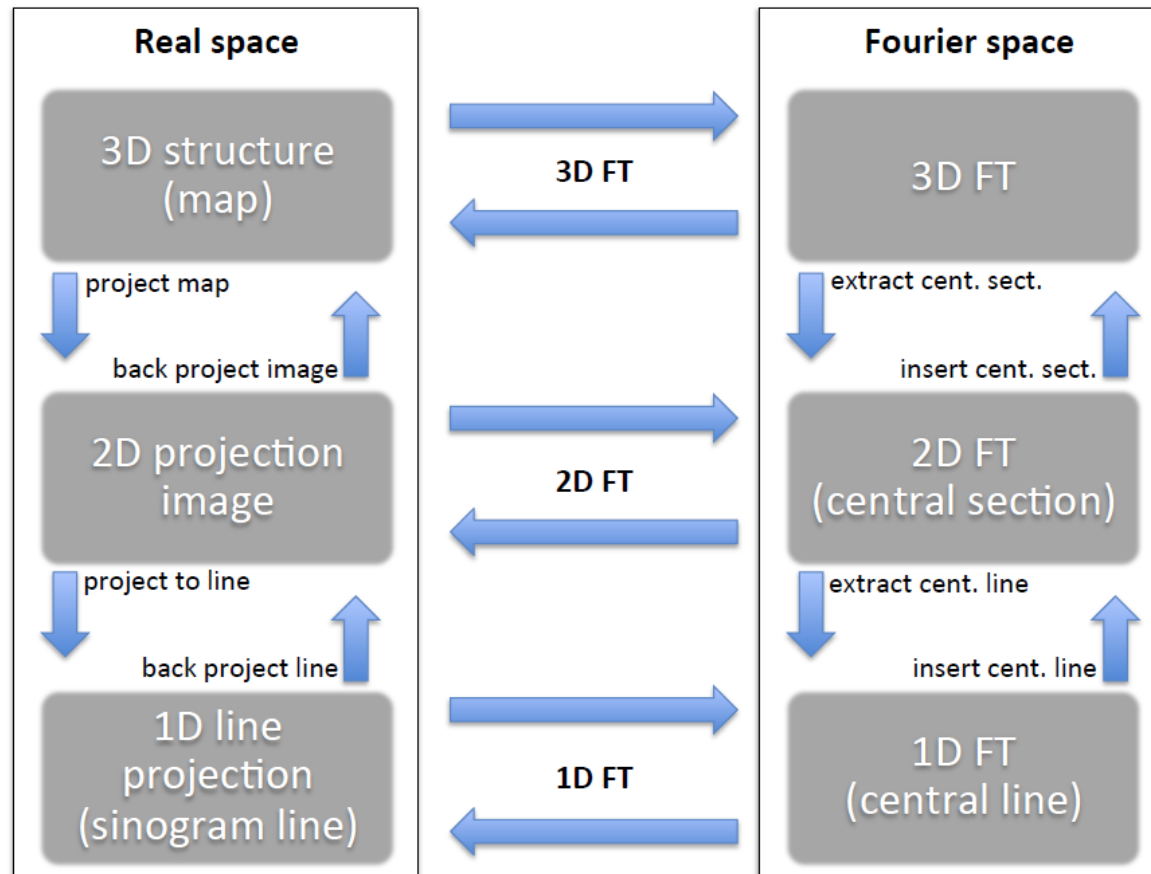 Real space
3D structure
(map)
project map
back project image
2D projection
image
project to line
back project line
1D line
projection
(sinogram line)
3D FT
2D FT
1D FT
Fourier space
3D FT
extract cent. sect.
insert cent. sect.
2D FT
(central section)
extract cent. line
insert cent. line
1D FT
(central line)